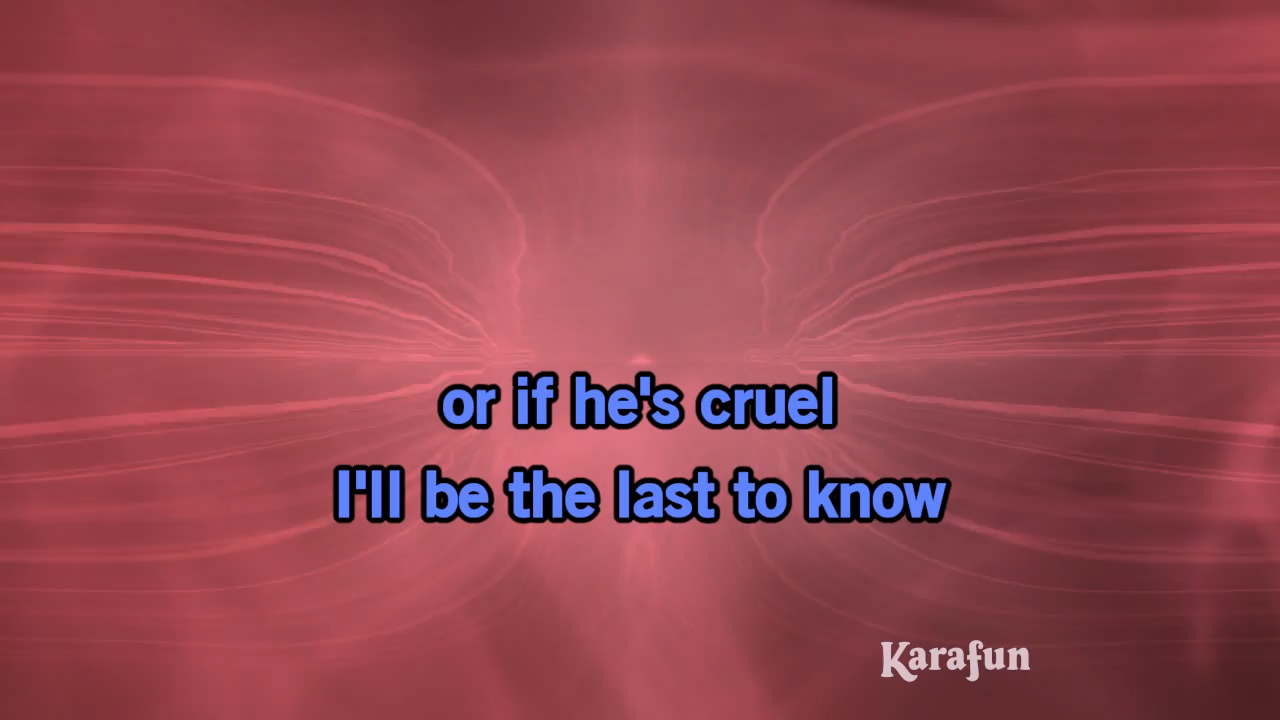 or if he's cruel
I'll be the last to know
Karafun